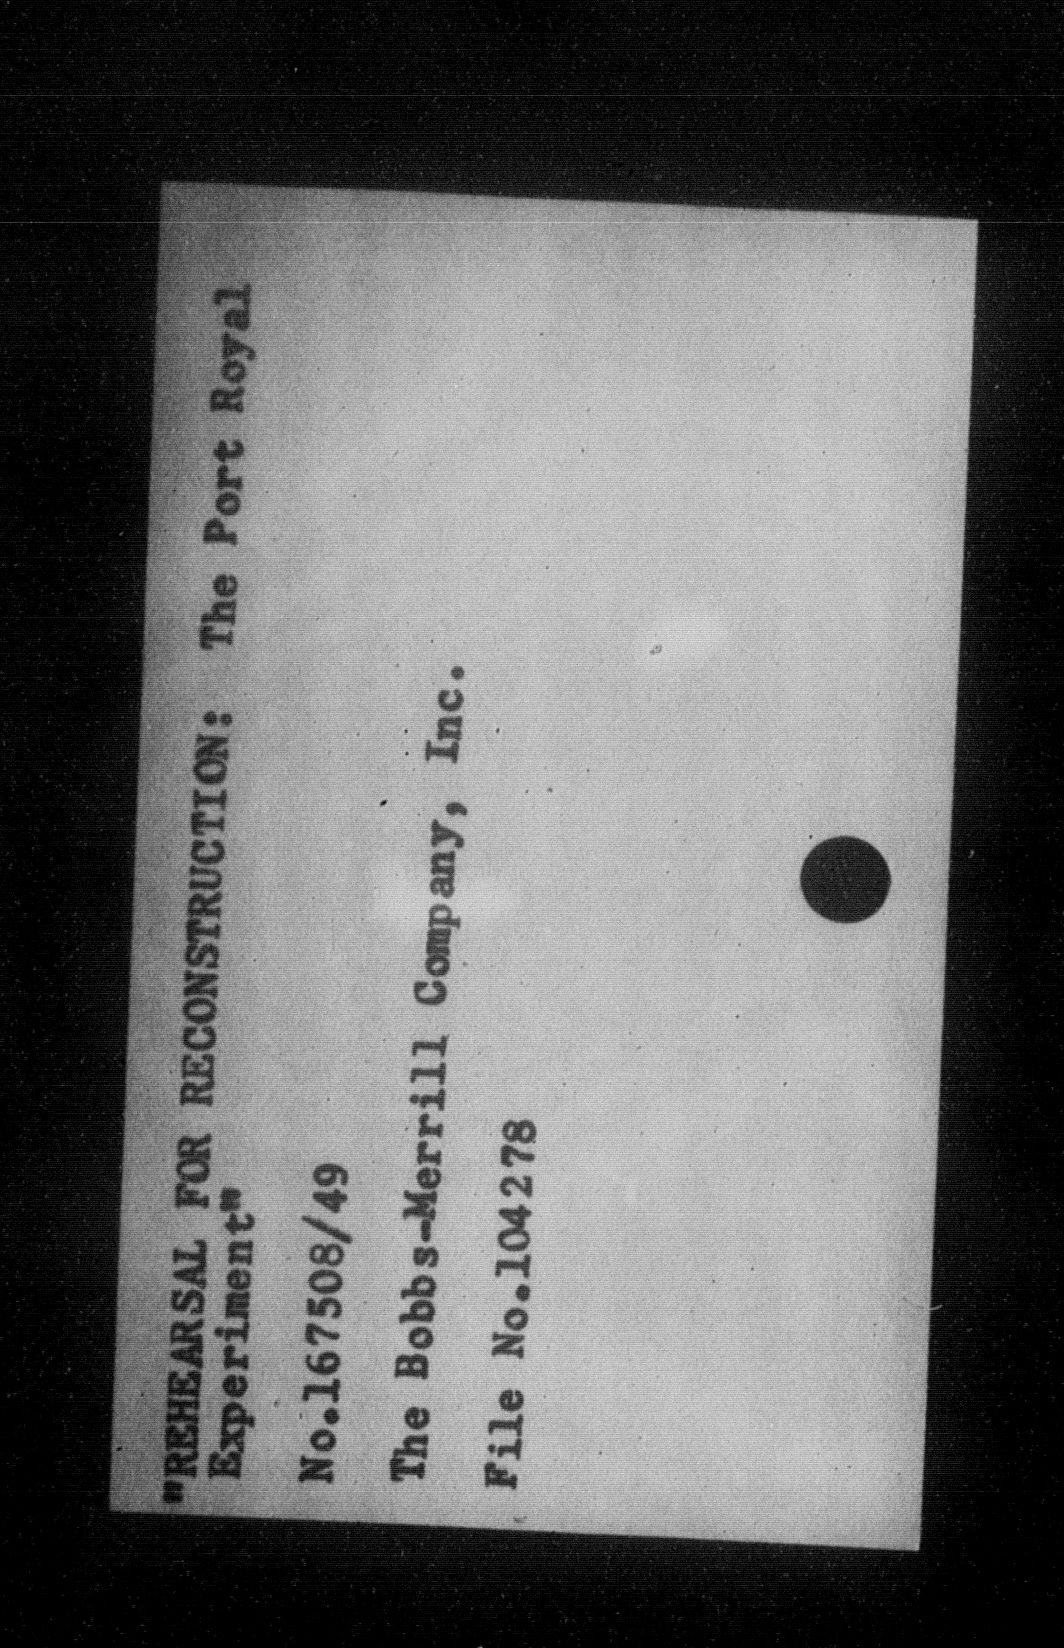 "REHEARSAL FOR RECONSTRUCTION: The Port Royal
Experiment"
No.167508/49
The Bobbs-Merrill Company, Inc.
File No.104278